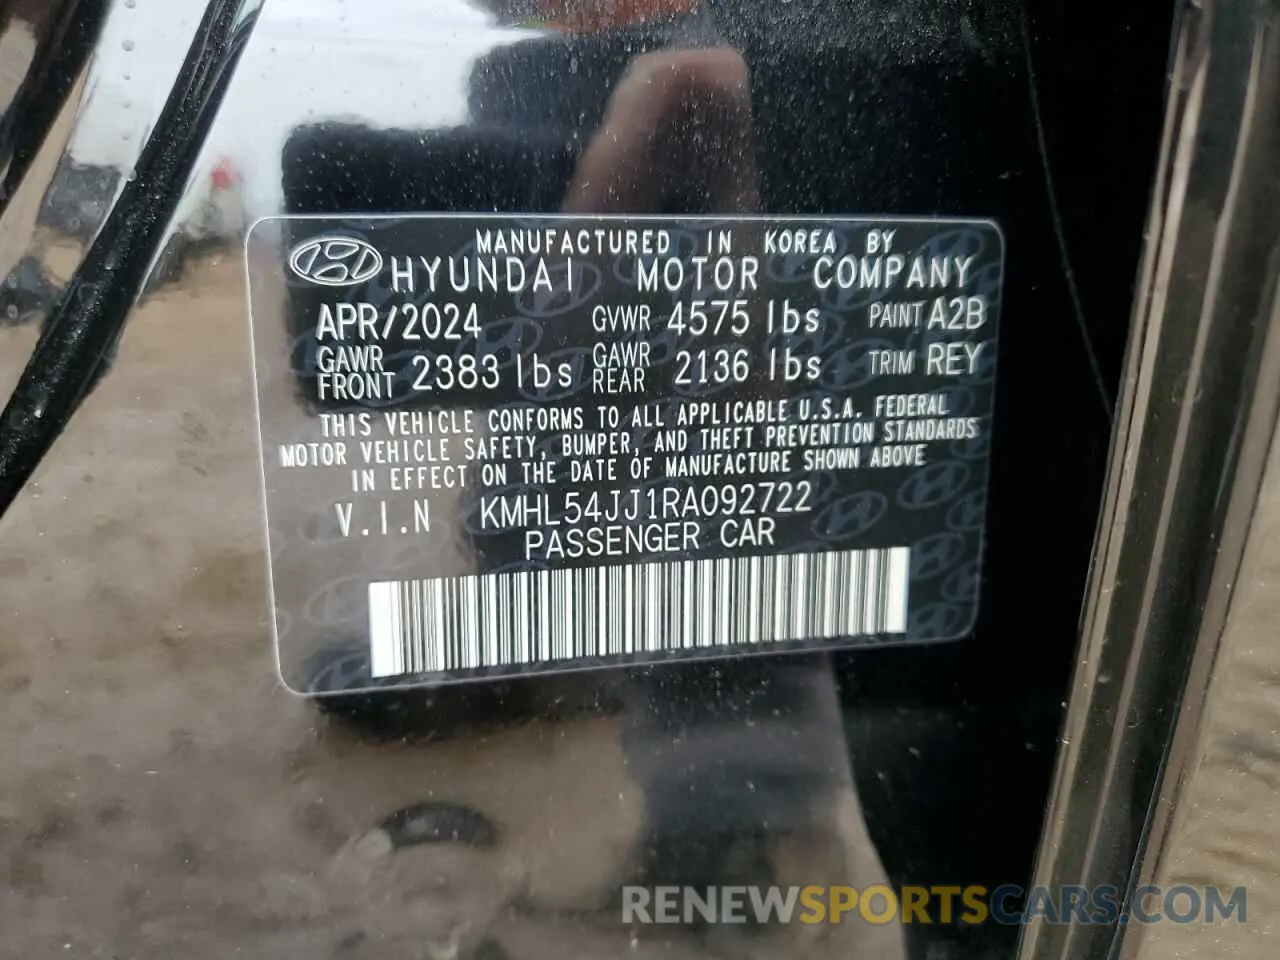 MANUFACTURED IN KOREA BY
HYUNDAI MOTOR COMPANY
APR/2024 GVWR 4575 lbs PAINT A2B
GAWR FRONT 2383 lbs GAWR REAR 2136 lbs TRIM REY
THIS VEHICLE CONFORMS TO ALL APPLICABLE U.S.A. FEDERAL
MOTOR VEHICLE SAFETY, BUMPER, AND THEFT PREVENTION STANDARDS
IN EFFECT ON THE DATE OF MANUFACTURE SHOWN ABOVE
V.I.N KMHL54JJ1RA092722
PASSENGER CAR
RENEWSPORTSCARS.COM